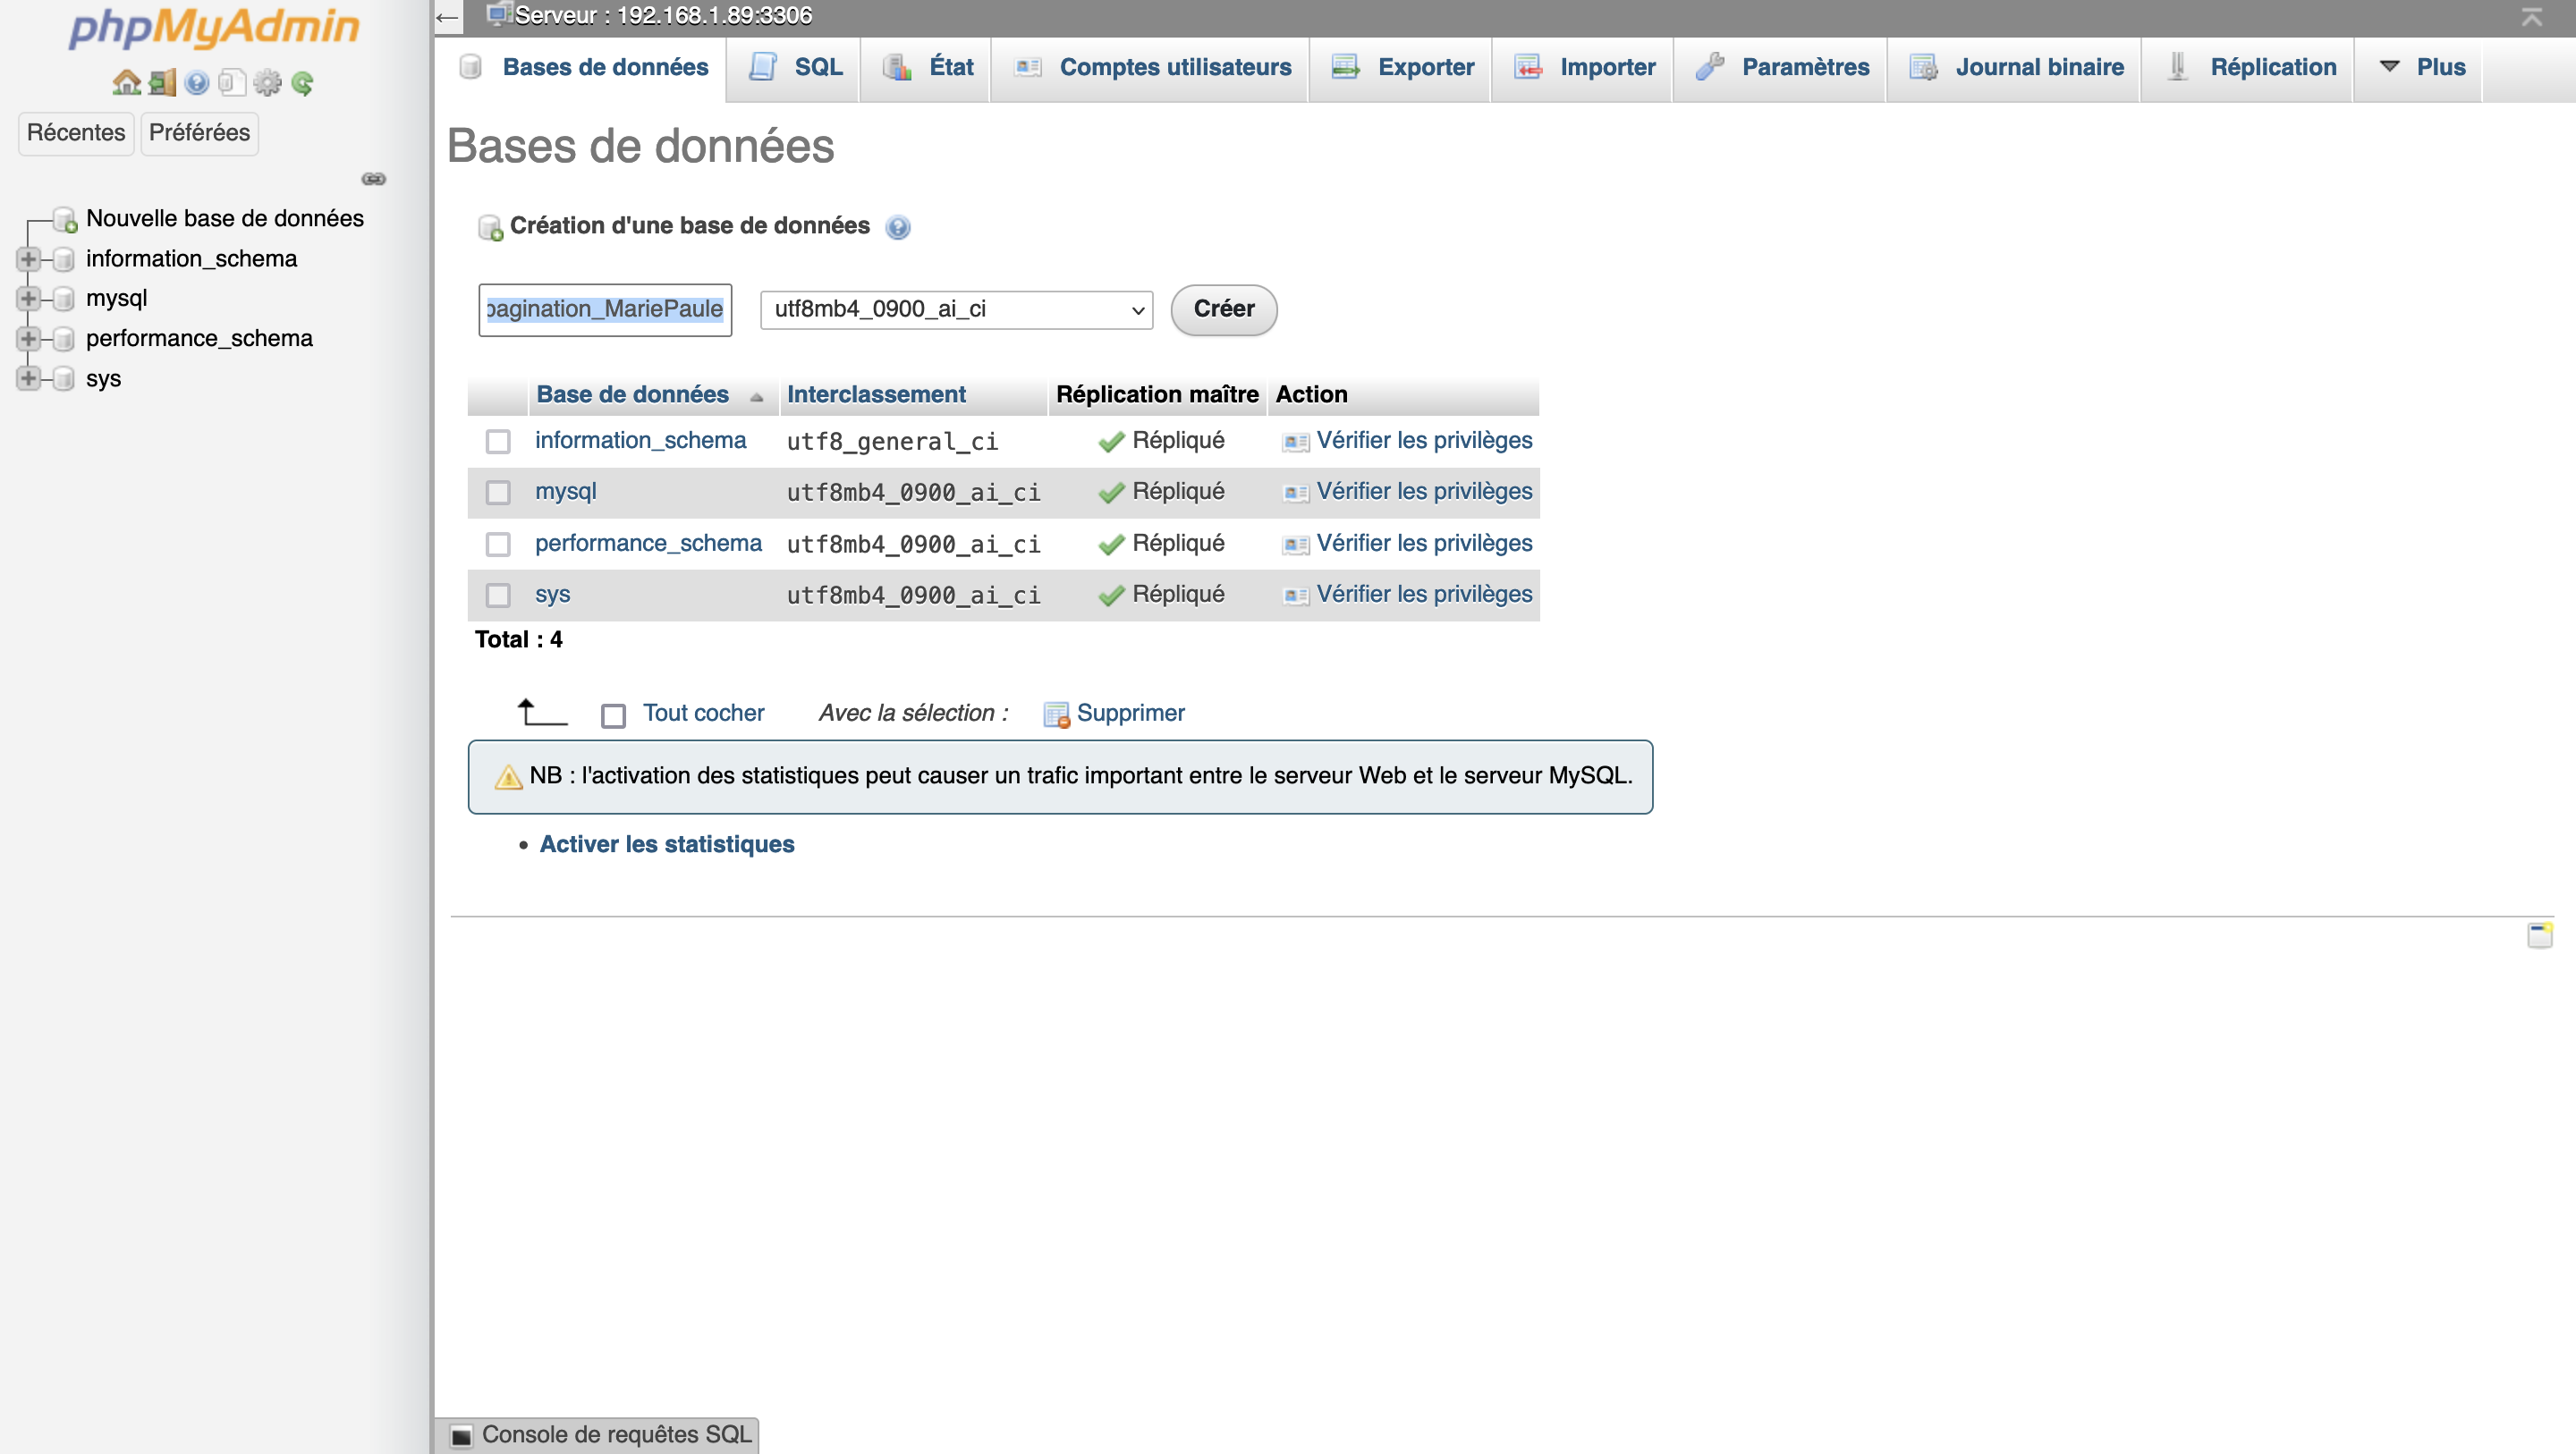 phpMyAdmin
Récentes
Préférées
Nouvelle base de données
information_schema
mysql
performance_schema
sys
Serveur : 192.168.1.89:3306
Bases de données
SQL
État
Comptes utilisateurs
Exporter
Importer
Paramètres
Journal binaire
Réplication
Plus
Bases de données
Création d'une base de données
pagination_MariePaule
utf8mb4_0900_ai_ci
Créer
Base de données Interclassement Réplication maître Action
information_schema utf8_general_ci Répliqué Vérifier les privilèges
mysql utf8mb4_0900_ai_ci Répliqué Vérifier les privilèges
performance_schema utf8mb4_0900_ai_ci Répliqué Vérifier les privilèges
sys utf8mb4_0900_ai_ci Répliqué Vérifier les privilèges
Total : 4
Tout cocher Avec la sélection : Supprimer
NB : l'activation des statistiques peut causer un trafic important entre le serveur Web et le serveur MySQL.
• Activer les statistiques
Console de requêtes SQL